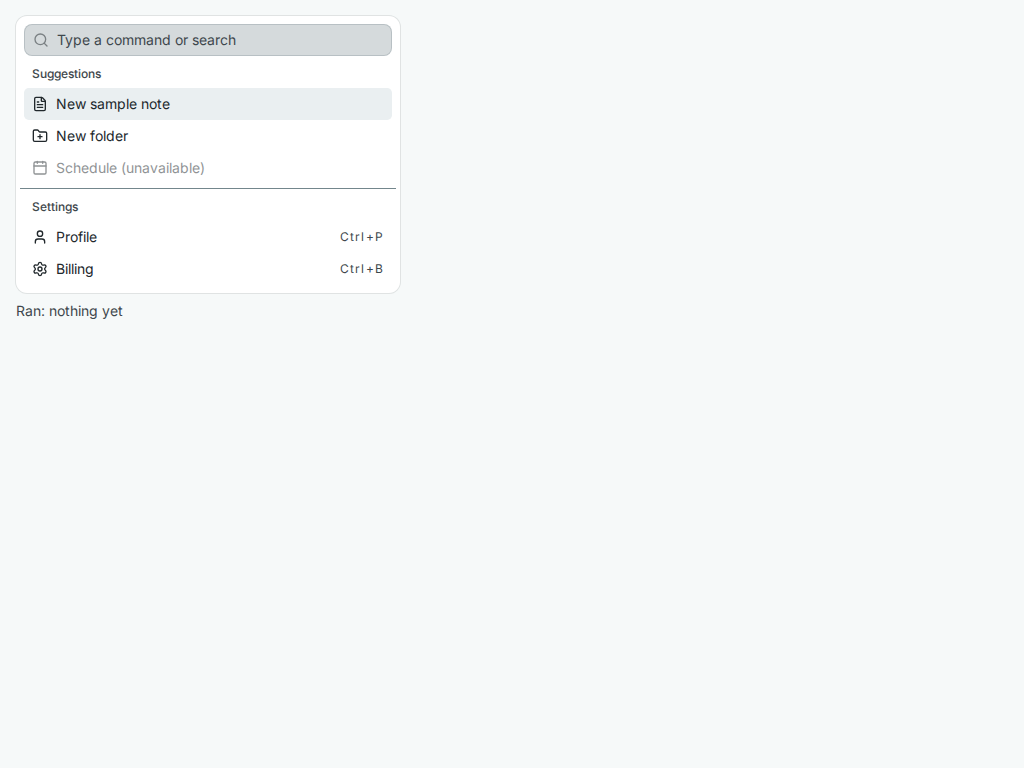 Type a command or search
Suggestions
New sample note
New folder
Schedule (unavailable)
Settings
Profile Ctrl+P
Billing Ctrl+B
Ran: nothing yet